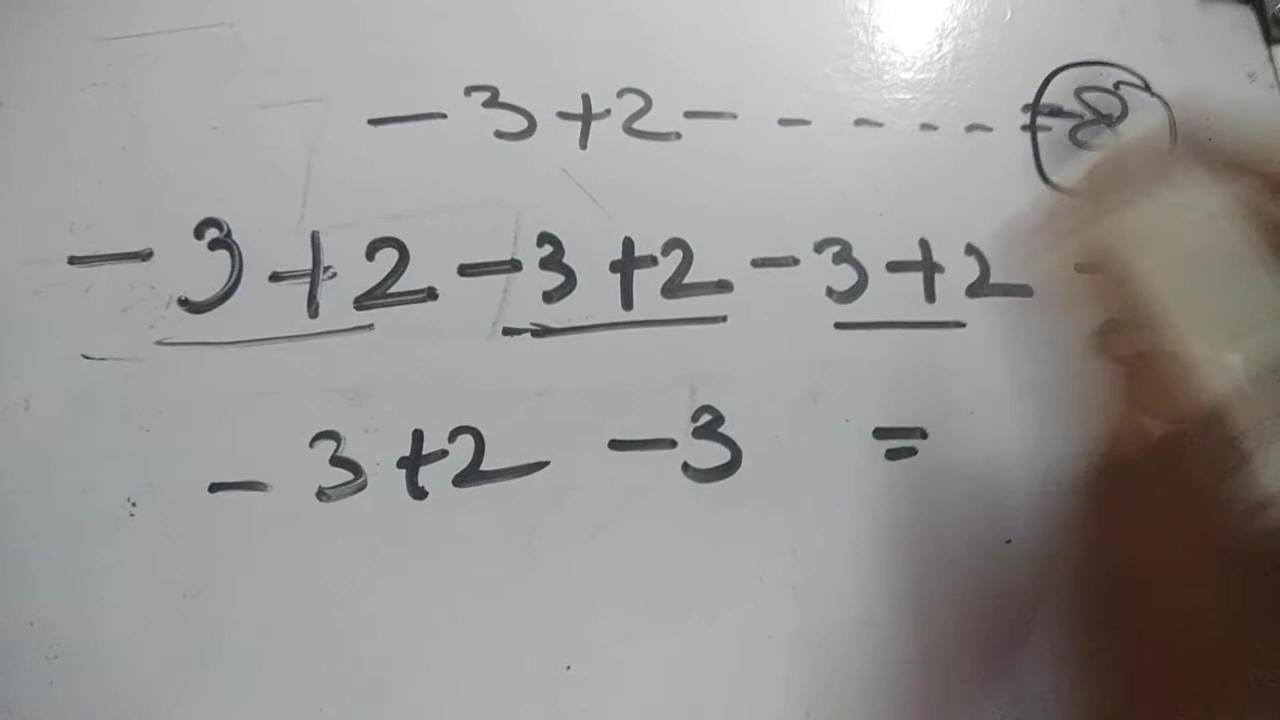 - 3 + 2 - - - - - = 8
- 3 + 2 - 3 + 2 - 3 + 2 -
- 3 + 2 - 3 =